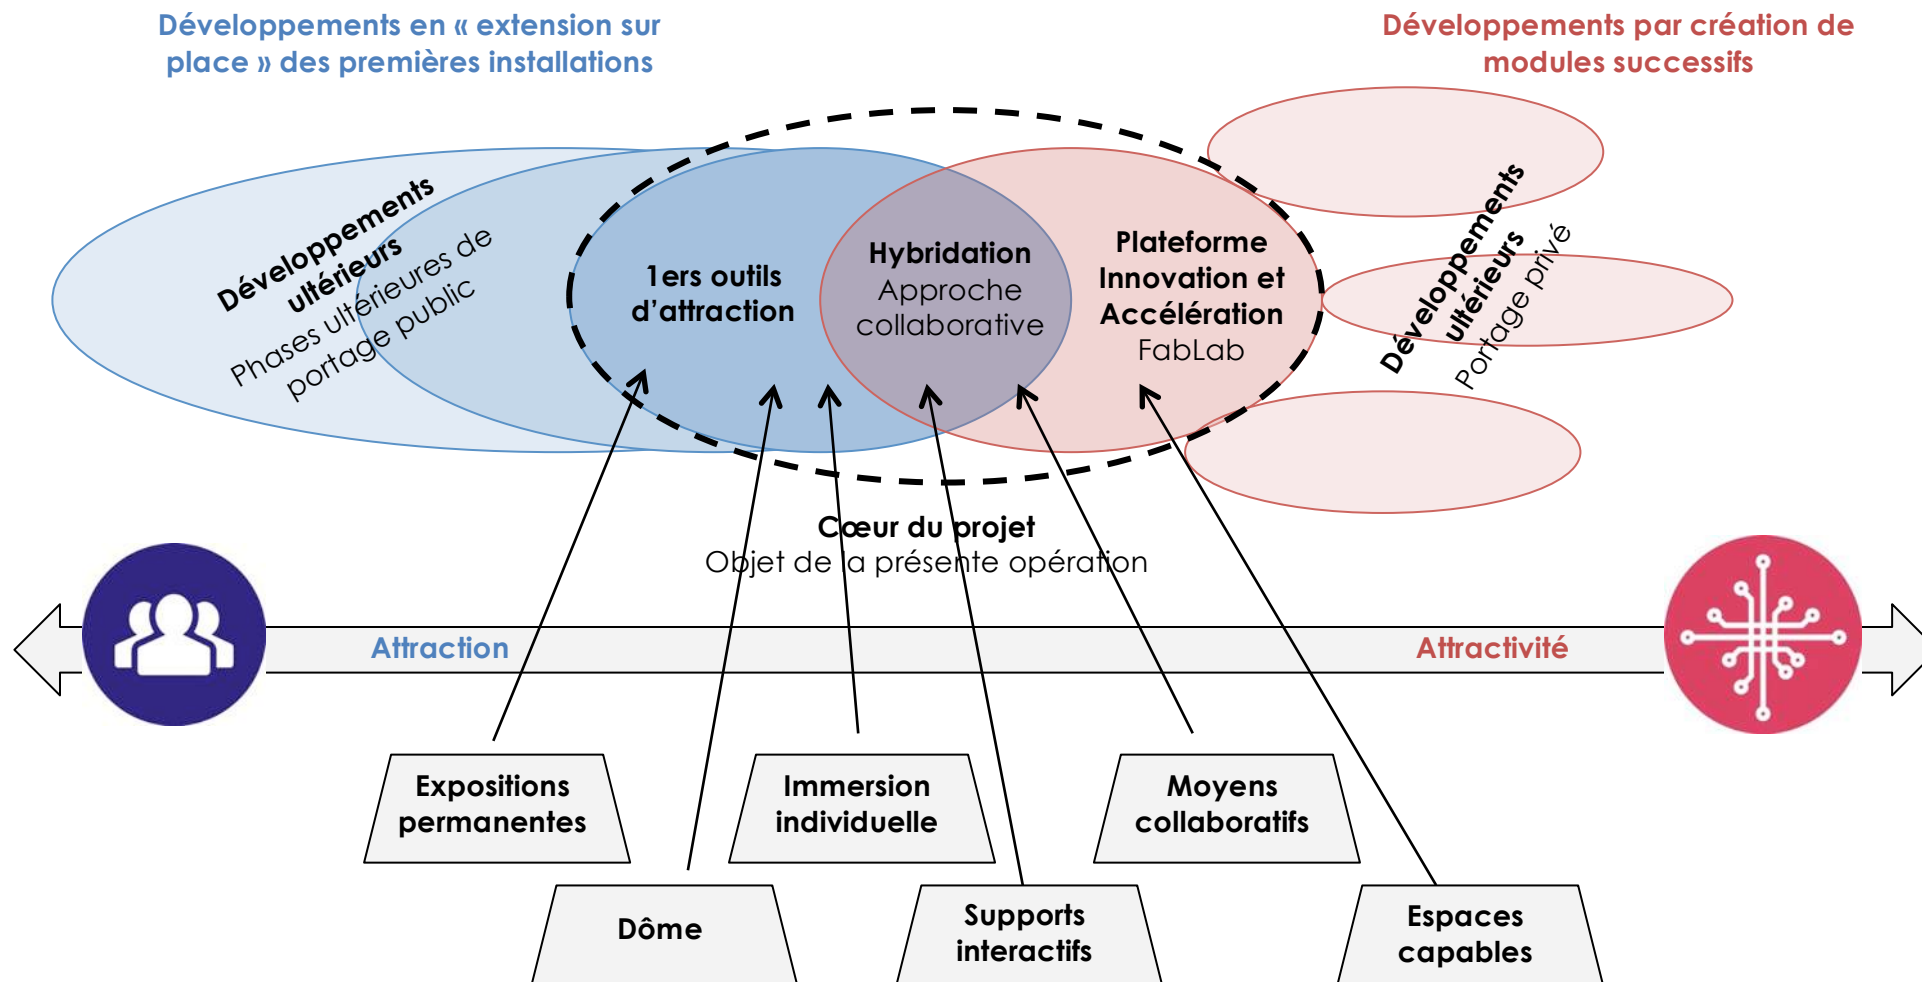 Développements en « extension sur
place » des premières installations
Développements par création de
modules successifs
Développements
ultérieurs
Phases ultérieures de
portage public
1ers outils
d’attraction
Hybridation
Approche
collaborative
Plateforme
Innovation et
Accélération
FabLab
Développements
ultérieurs
Portage privé
Cœur du projet
Objet de la présente opération
Attraction
Attractivité
Expositions
permanentes
Immersion
individuelle
Moyens
collaboratifs
Dôme
Supports
interactifs
Espaces
capables